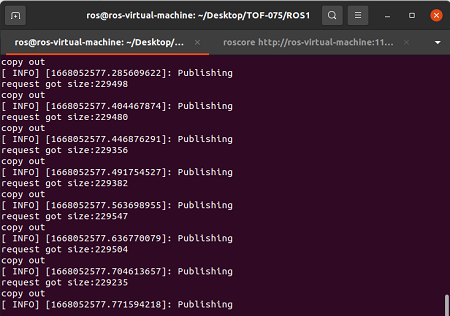 ros@ros-virtual-machine: ~/Desktop/TOF-075/ROS1
ros@ros-virtual-machine: ~/Desktop/...
roscore http://ros-virtual-machine:11...
copy out
[ INFO] [1668052577.285609622]: Publishing
request got size:229498
copy out
[ INFO] [1668052577.404467874]: Publishing
request got size:229480
copy out
[ INFO] [1668052577.446876291]: Publishing
request got size:229356
copy out
[ INFO] [1668052577.491754527]: Publishing
request got size:229382
copy out
[ INFO] [1668052577.563698955]: Publishing
request got size:229547
copy out
[ INFO] [1668052577.636770079]: Publishing
request got size:229504
copy out
[ INFO] [1668052577.704613657]: Publishing
request got size:229235
copy out
[ INFO] [1668052577.771594218]: Publishing